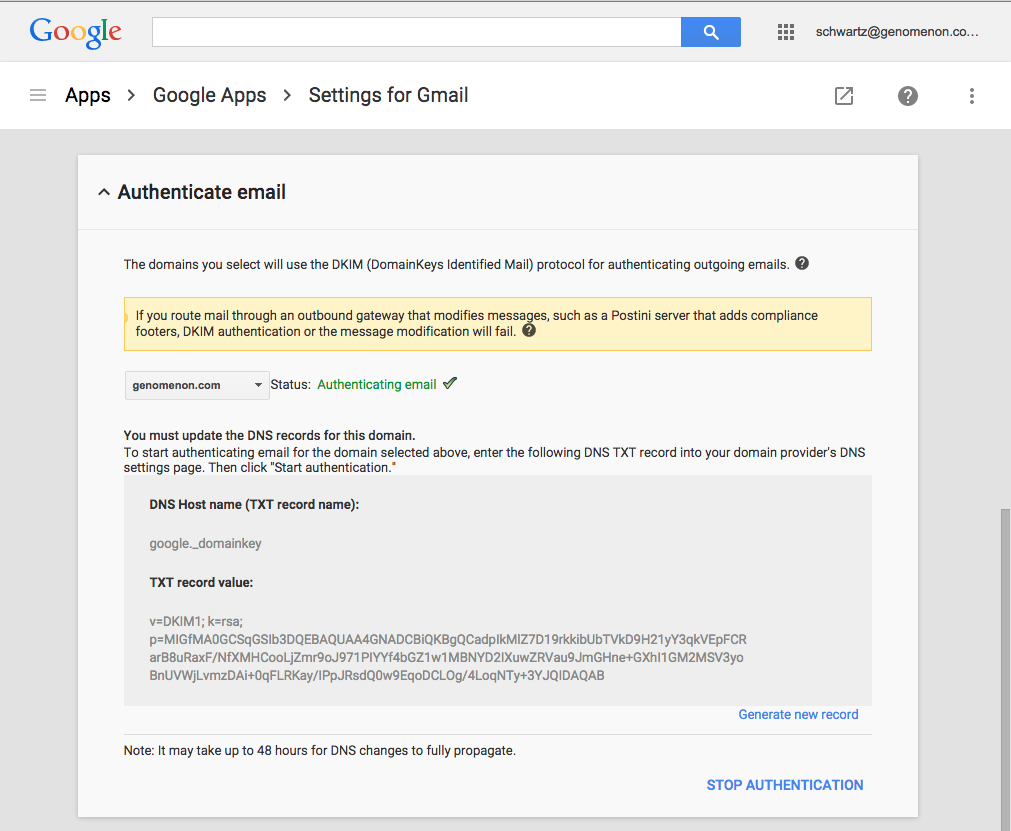 Google
schwartz@genomenon.co...
Apps > Google Apps > Settings for Gmail
Authenticate email
The domains you select will use the DKIM (DomainKeys Identified Mail) protocol for authenticating outgoing emails. ?
If you route mail through an outbound gateway that modifies messages, such as a Postini server that adds compliance
footers, DKIM authentication or the message modification will fail. ?
genomenon.com Status: Authenticating email
You must update the DNS records for this domain.
To start authenticating email for the domain selected above, enter the following DNS TXT record into your domain provider's DNS
settings page. Then click "Start authentication."
DNS Host name (TXT record name):
google._domainkey
TXT record value:
v=DKIM1; k=rsa;
p=MIGfMA0GCSqGSIb3DQEBAQUAA4GNADCBiQKBgQCadpIkMIZ7D19rkkibUbTVkD9H21yY3qkVEpFCR
arB8uRaxF/NfXMHCooLjZmr9oJ971PIYYf4bGZ1w1MBNYD2IXuwZRVau9JmGHne+GXhI1GM2MSV3yo
BnUVWjLvmzDAi+0qFLRKay/IPpJRsdQ0w9EqoDCLOg/4LoqNTy+3YJQIDAQAB
Generate new record
Note: It may take up to 48 hours for DNS changes to fully propagate.
STOP AUTHENTICATION